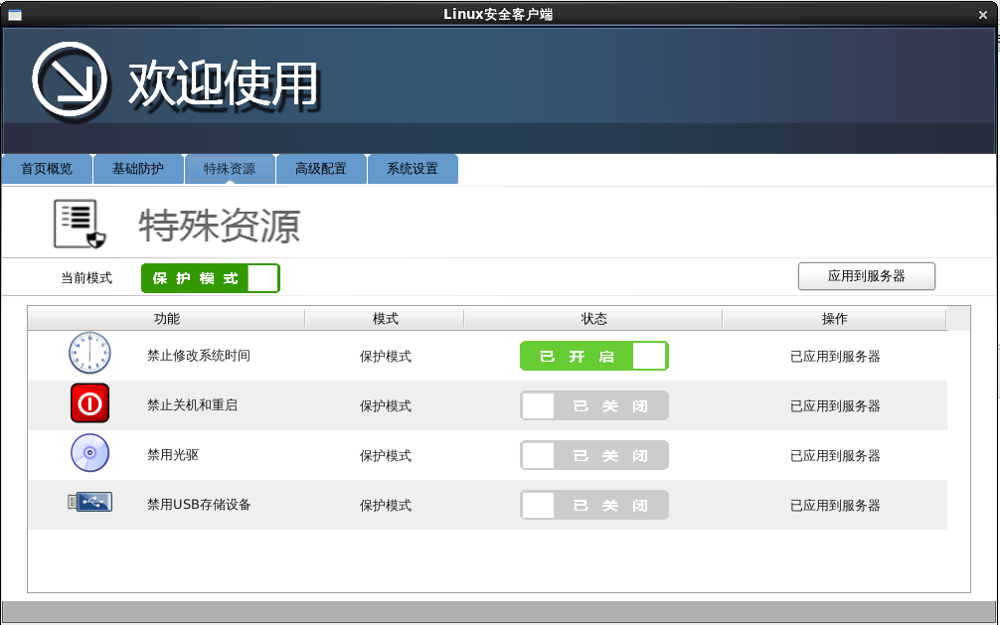 Linux安全客户端
欢迎使用
首页概览 基础防护 特殊资源 高级配置 系统设置
特殊资源
当前模式 保护模式 应用到服务器
功能 模式 状态 操作
禁止修改系统时间 保护模式 已开启 已应用到服务器
禁止关机和重启 保护模式 已关闭 已应用到服务器
禁用光驱 保护模式 已关闭 已应用到服务器
禁用USB存储设备 保护模式 已关闭 已应用到服务器